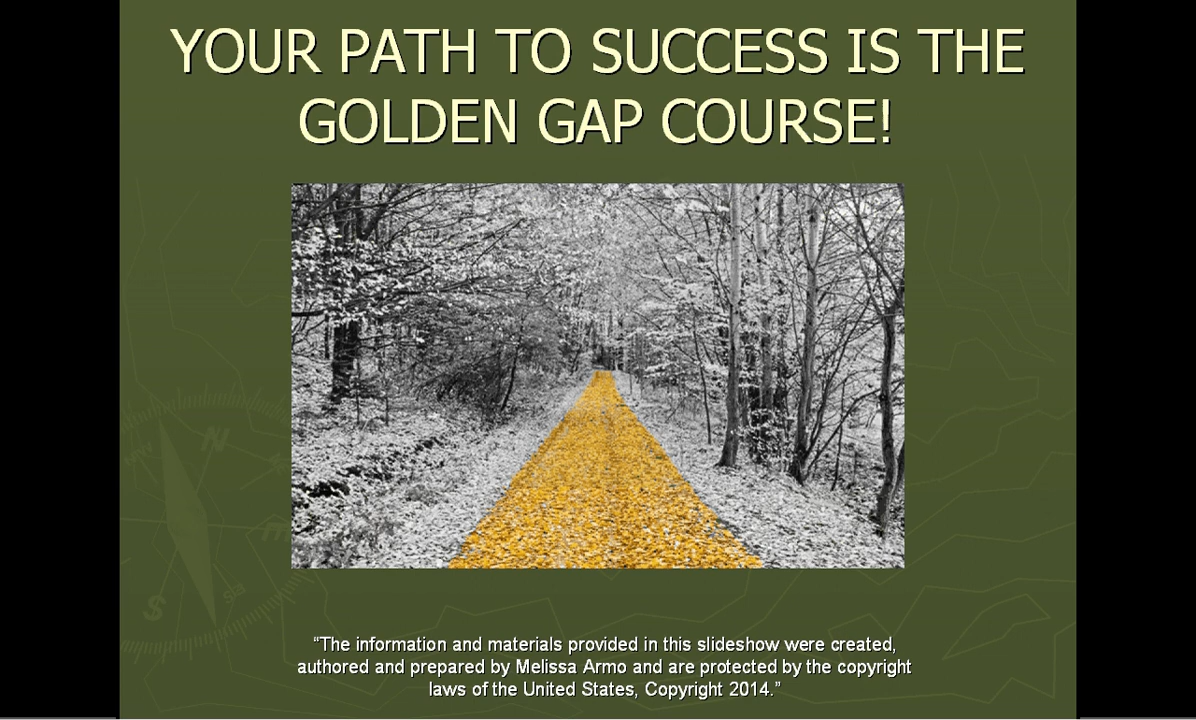 YOUR PATH TO SUCCESS IS THE
GOLDEN GAP COURSE!
N
S
“The information and materials provided in this slideshow were created,
authored and prepared by Melissa Armo and are protected by the copyright
laws of the United States, Copyright 2014.”